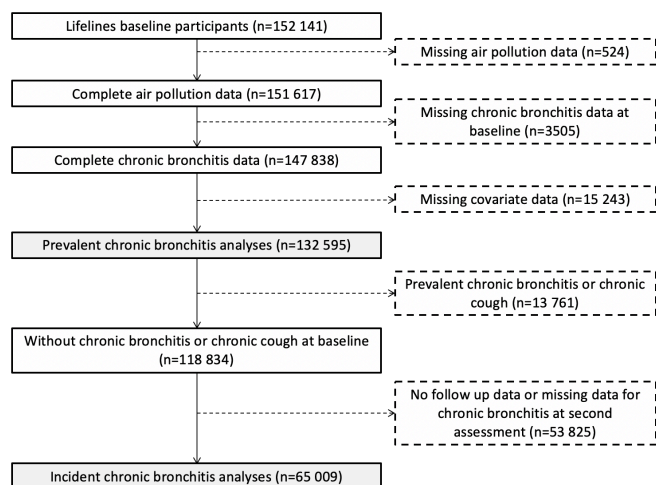 Lifelines baseline participants (n=152 141)
Missing air pollution data (n=524)
Complete air pollution data (n=151 617)
Missing chronic bronchitis data at
baseline (n=3505)
Complete chronic bronchitis data (n=147 838)
Missing covariate data (n=15 243)
Prevalent chronic bronchitis analyses (n=132 595)
Prevalent chronic bronchitis or chronic
cough (n=13 761)
Without chronic bronchitis or chronic cough at baseline
(n=118 834)
No follow up data or missing data for
chronic bronchitis at second
assessment (n=53 825)
Incident chronic bronchitis analyses (n=65 009)